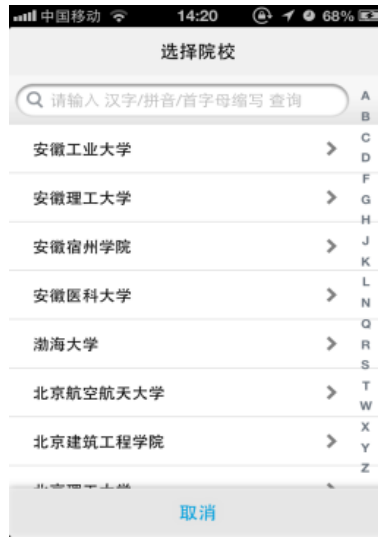 中国移动 14:20 68%
选择院校
请输入 汉字/拼音/首字母缩写 查询
安徽工业大学
安徽理工大学
安徽宿州学院
安徽医科大学
渤海大学
北京航空航天大学
北京建筑工程学院
A
B
C
D
F
G
H
J
K
L
N
Q
R
S
T
W
X
Y
Z
取消